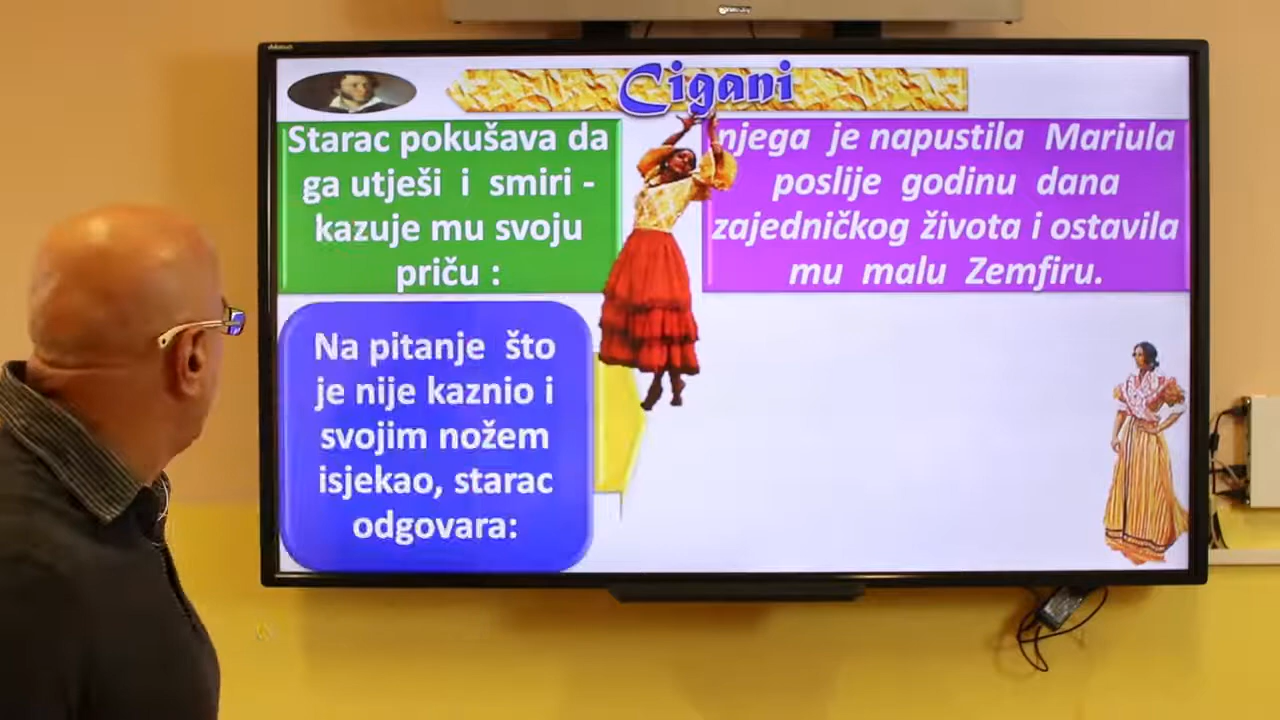 Cigani
Starac pokušava da
ga utješi i smiri -
kazuje mu svoju
priču :
njega je napustila Mariula
poslije godinu dana
zajedničkog života i ostavila
mu malu Zemfiru.
Na pitanje što
je nije kaznio i
svojim nožem
isjekao, starac
odgovara: